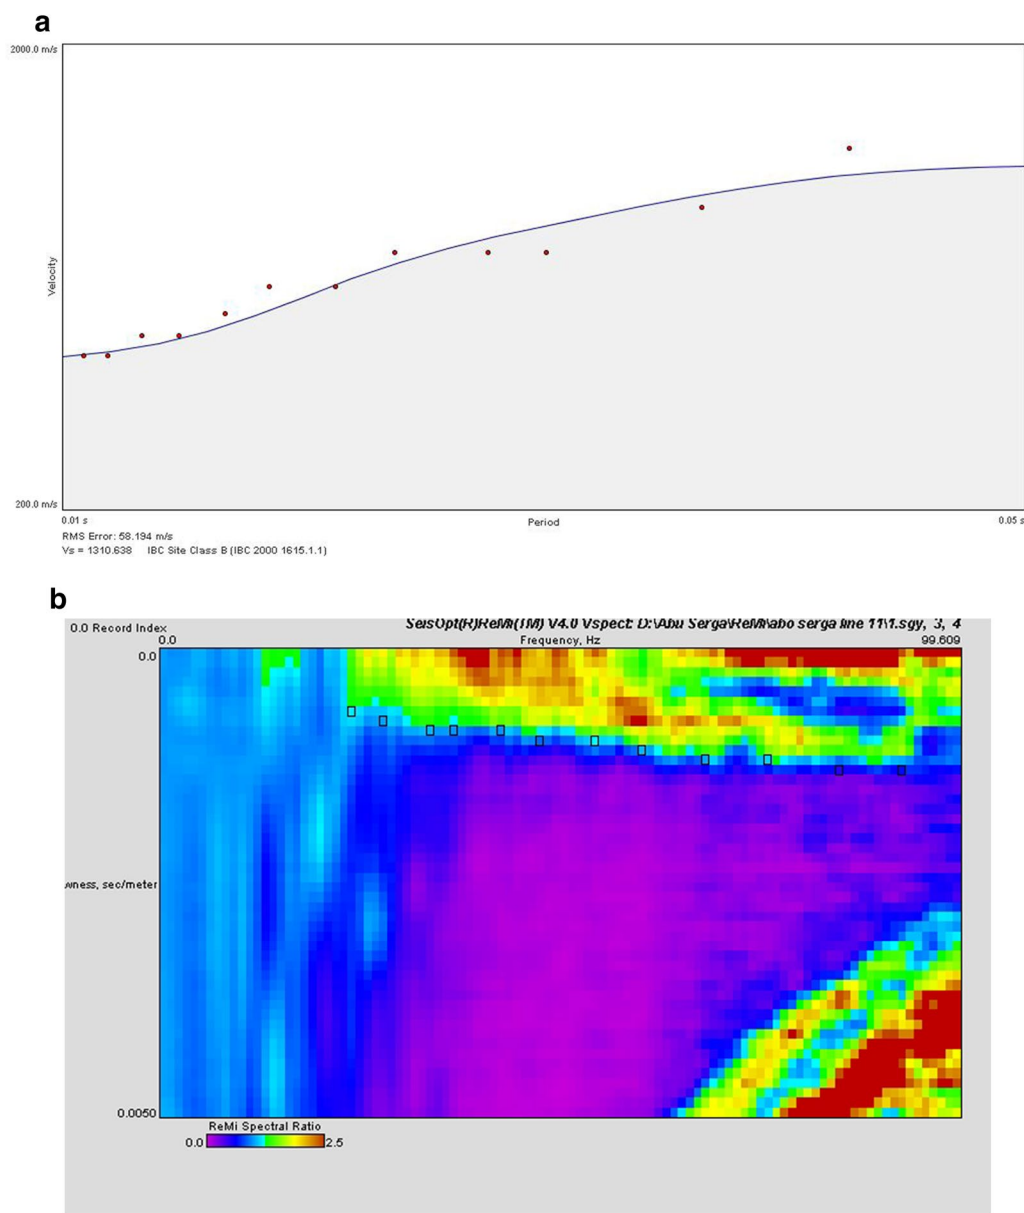 a
2000.0 m/s
Velocity
200.0 m/s
0.01 s
Period
0.05 s
RMS Error: 58.194 m/s
Vs = 1310.638 IBC Site Class B (IBC 2000 1615.1.1)
b
0.0 Record Index
SeisOpt(R)ReMi(TM) V4.0 Vspect: D:\Abu Serga\ReMi\abo serga line 11\1.sgy, 3, 4
0.0
Frequency, Hz
99.609
0.0
wness, sec/meter
0.0050
ReMi Spectral Ratio
0.0
2.5